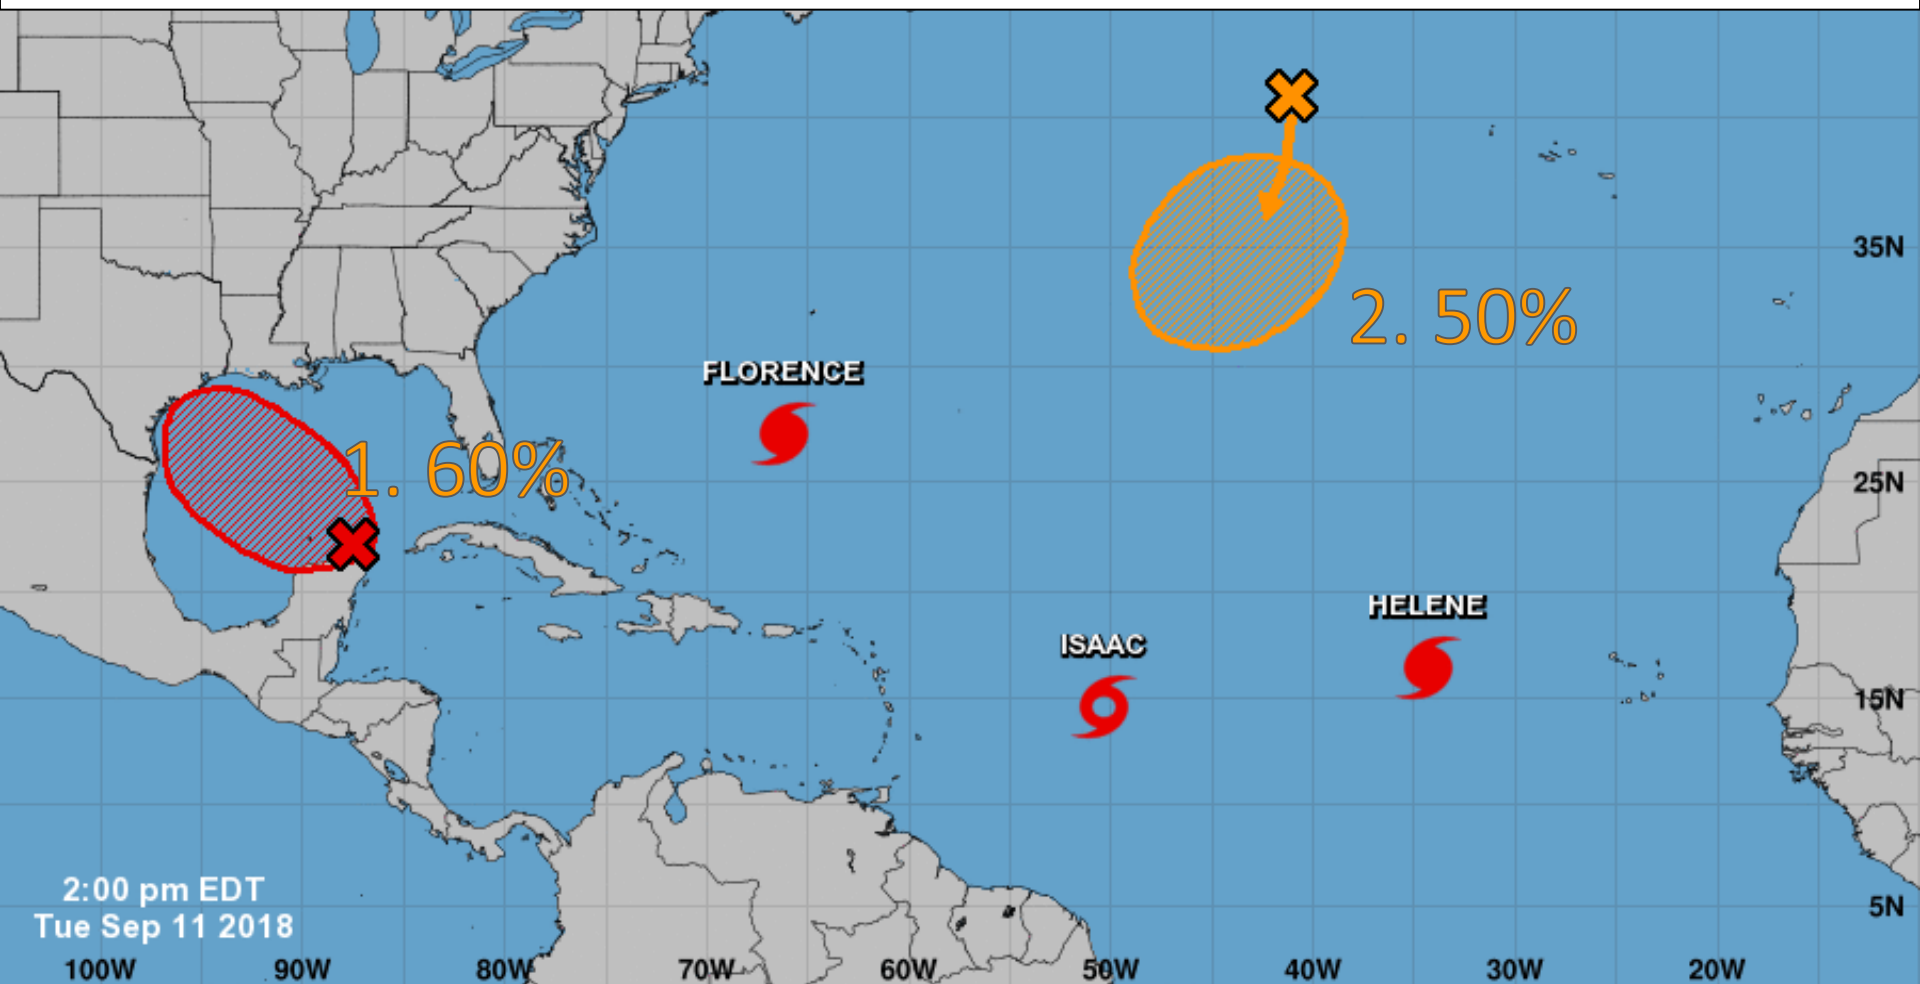 2. 50%
35N
FLORENCE
1. 60%
25N
HELENE
ISAAC
15N
2:00 pm EDT
Tue Sep 11 2018
5N
100W 90W 80W 70W 60W 50W 40W 30W 20W